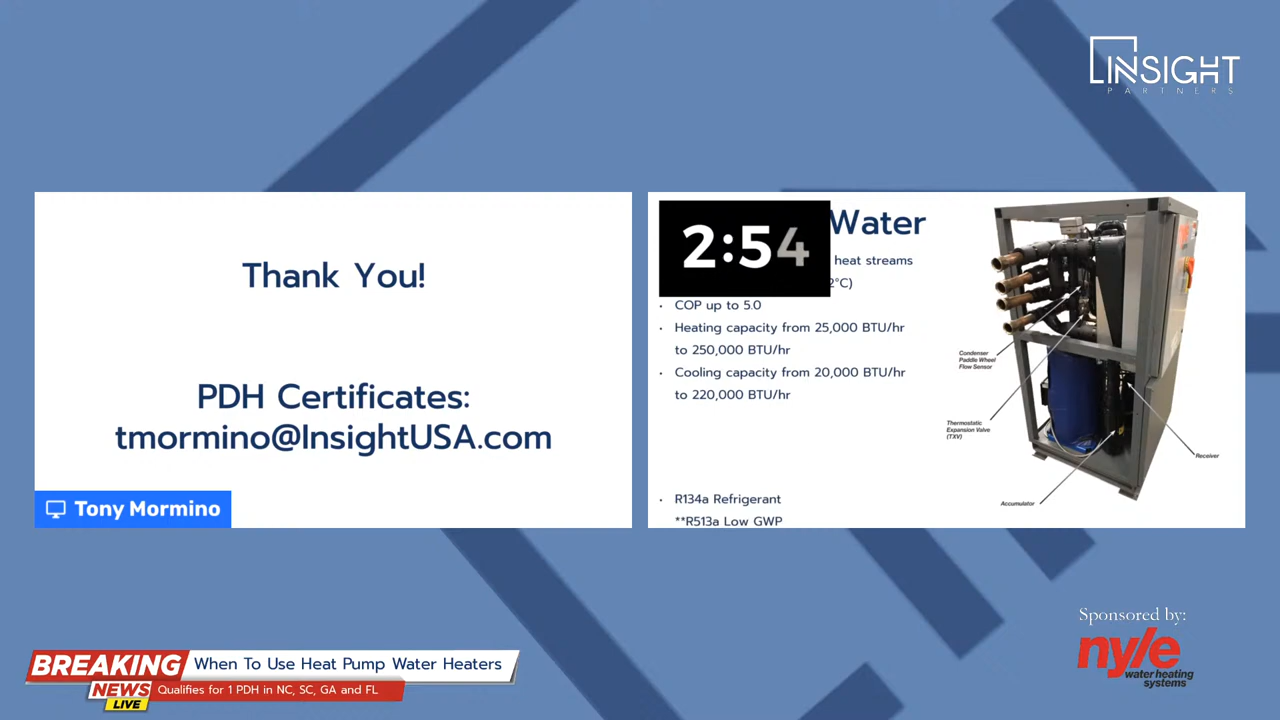 INSIGHT
PARTNERS
Thank You!
PDH Certificates:
tmormino@InsightUSA.com
Tony Mormino
2:54
Water
heat streams
2°C)
• COP up to 5.0
• Heating capacity from 25,000 BTU/hr
to 250,000 BTU/hr
• Cooling capacity from 20,000 BTU/hr
to 220,000 BTU/hr
• R134a Refrigerant
**R513a Low GWP
Condenser
Paddle Wheel
Flow Sensor
Thermostatic
Expansion Valve
(TXV)
Receiver
Accumulator
Sponsored by:
nyle
water heating
systems
BREAKING
NEWS
LIVE
When To Use Heat Pump Water Heaters
Qualifies for 1 PDH in NC, SC, GA and FL